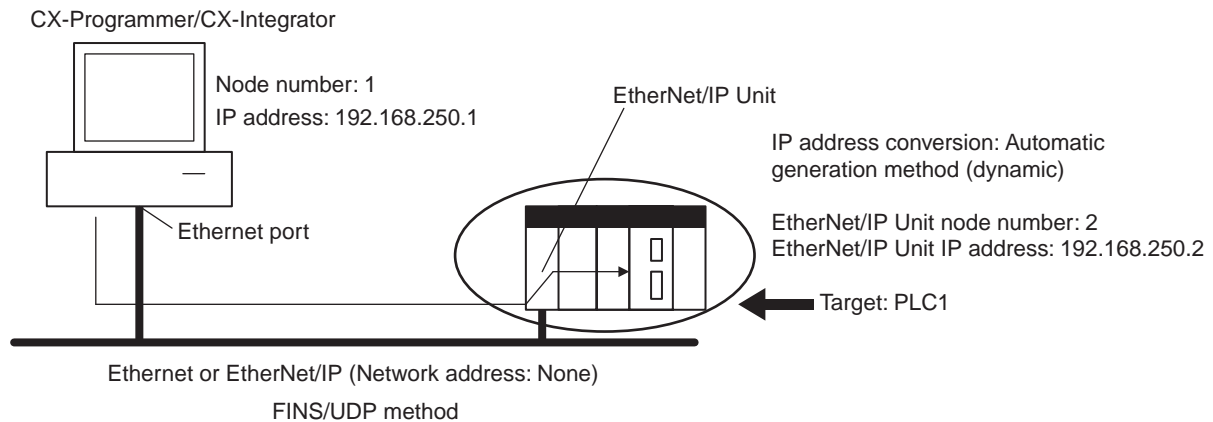 CX-Programmer/CX-Integrator
Node number: 1
IP address: 192.168.250.1
EtherNet/IP Unit
IP address conversion: Automatic
generation method (dynamic)
Ethernet port
EtherNet/IP Unit node number: 2
EtherNet/IP Unit IP address: 192.168.250.2
Target: PLC1
Ethernet or EtherNet/IP (Network address: None)
FINS/UDP method